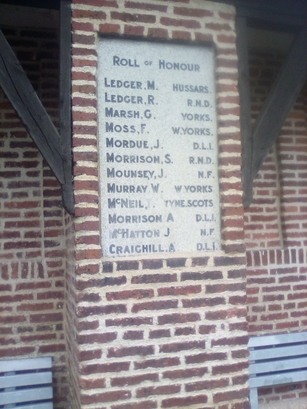 ROLL OF HONOUR
LEDGER, M. HUSSARS.
LEDGER, R. R.N.D.
MARSH, G. YORKS.
MOSS, F. W.YORKS.
MORDUE, J. D.L.I.
MORRISON, S. R.N.D.
MOUNSEY, J. N.F.
MURRAY W. W YORKS
MCNEIL, TYNE SCOTS
MORRISON A D.L.I.
MCHATTON J N.F
CRAIGHILL. A D.L.I.